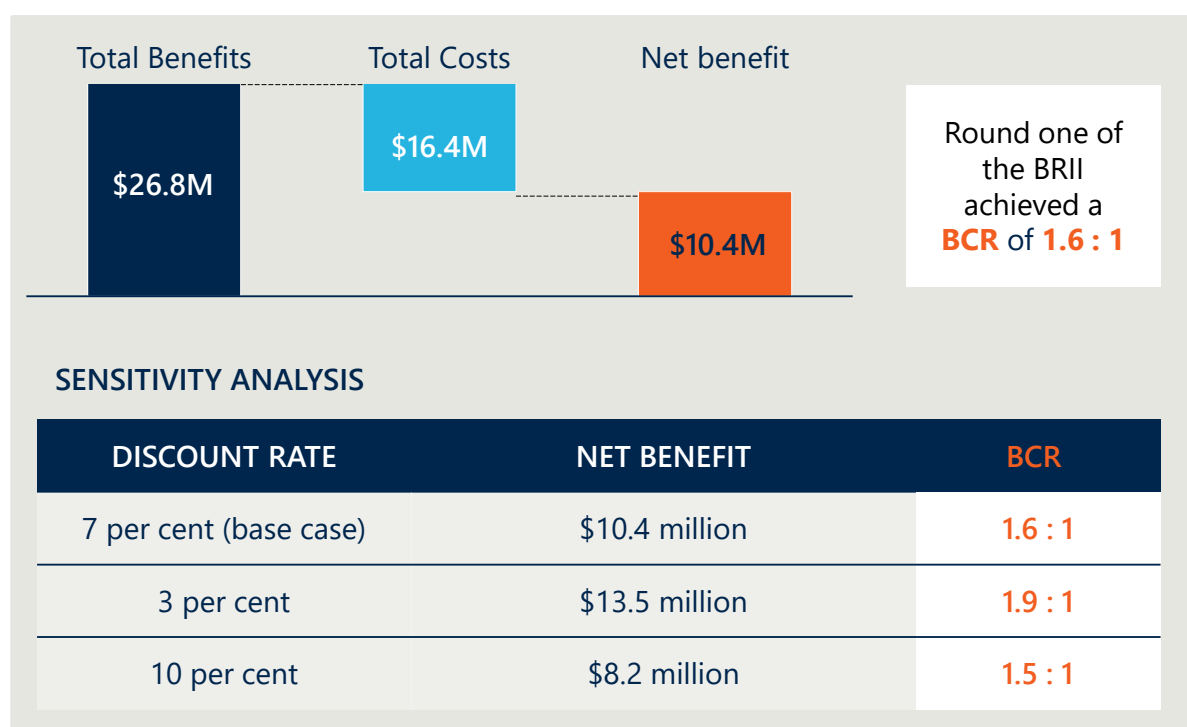 Total Benefits Total Costs Net benefit
$26.8M $16.4M $10.4M
Round one of
the BRII
achieved a
BCR of 1.6 : 1
SENSITIVITY ANALYSIS
DISCOUNT RATE NET BENEFIT BCR
7 per cent (base case) $10.4 million 1.6 : 1
3 per cent $13.5 million 1.9 : 1
10 per cent $8.2 million 1.5 : 1